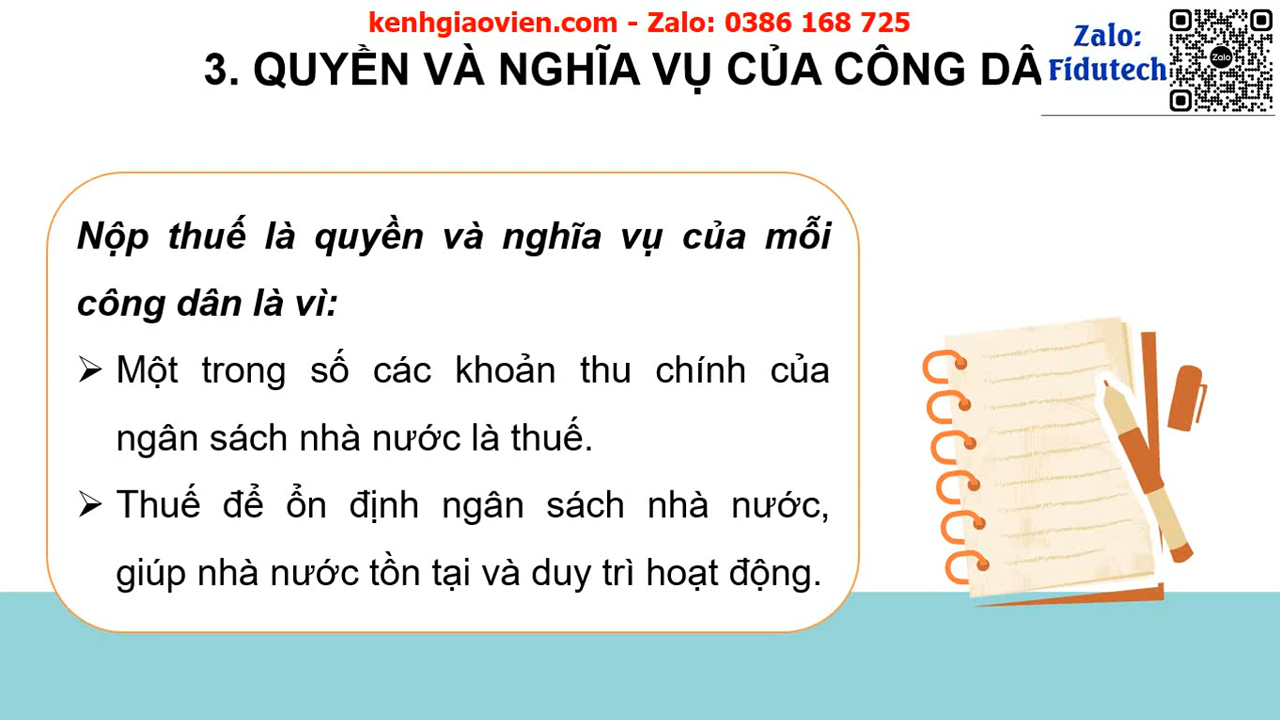 kenhgiaovien.com - Zalo: 0386 168 725
Zalo:
Fidutech
Zalo
3. QUYỀN VÀ NGHĨA VỤ CỦA CÔNG DÂ
Nộp thuế là quyền và nghĩa vụ của mỗi
công dân là vì:
Một trong số các khoản thu chính của
ngân sách nhà nước là thuế.
Thuế để ổn định ngân sách nhà nước,
giúp nhà nước tồn tại và duy trì hoạt động.